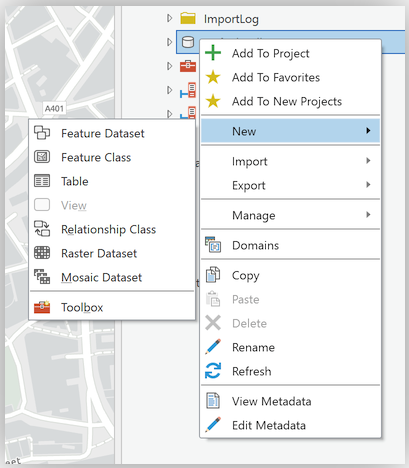 ImportLog
Add To Project
Add To Favorites
Add To New Projects
A401
New
Feature Dataset
Feature Class
Import
Table
Export
View
Manage
Relationship Class
Domains
Raster Dataset
Mosaic Dataset
Copy
Paste
Toolbox
Delete
Rename
Refresh
View Metadata
Edit Metadata
eet